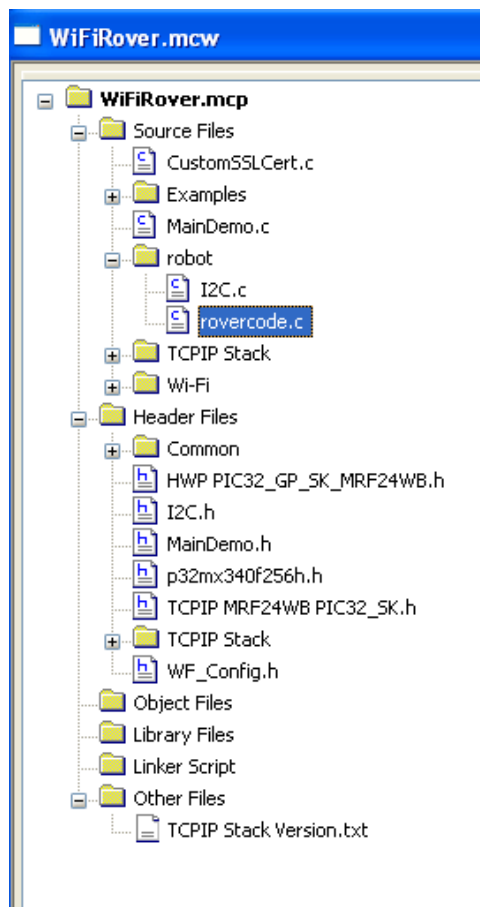 WiFiRover.mcw
WiFiRover.mcp
Source Files
CustomSSLCert.c
Examples
MainDemo.c
robot
I2C.c
rovercode.c
TCPIP Stack
Wi-Fi
Header Files
Common
HWP PIC32_GP_SK_MRF24WB.h
I2C.h
MainDemo.h
p32mx340f256h.h
TCPIP MRF24WB PIC32_SK.h
TCPIP Stack
WF_Config.h
Object Files
Library Files
Linker Script
Other Files
TCPIP Stack Version.txt